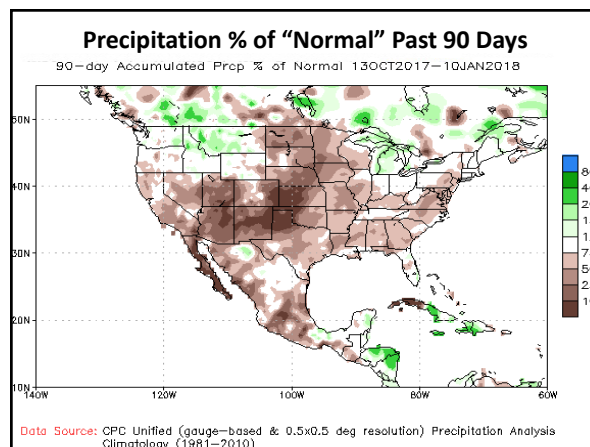 Precipitation % of “Normal” Past 90 Days
90-day Accumulated Prcp % of Normal 13OCT2017-10JAN2018
50N
40N
30N
20N
10N
140W 120W 100W 80W 60W
Data Source: CPC Unified (gauge-based & 0.5x0.5 deg resolution) Precipitation Analysis
Climatology (1981-2010)